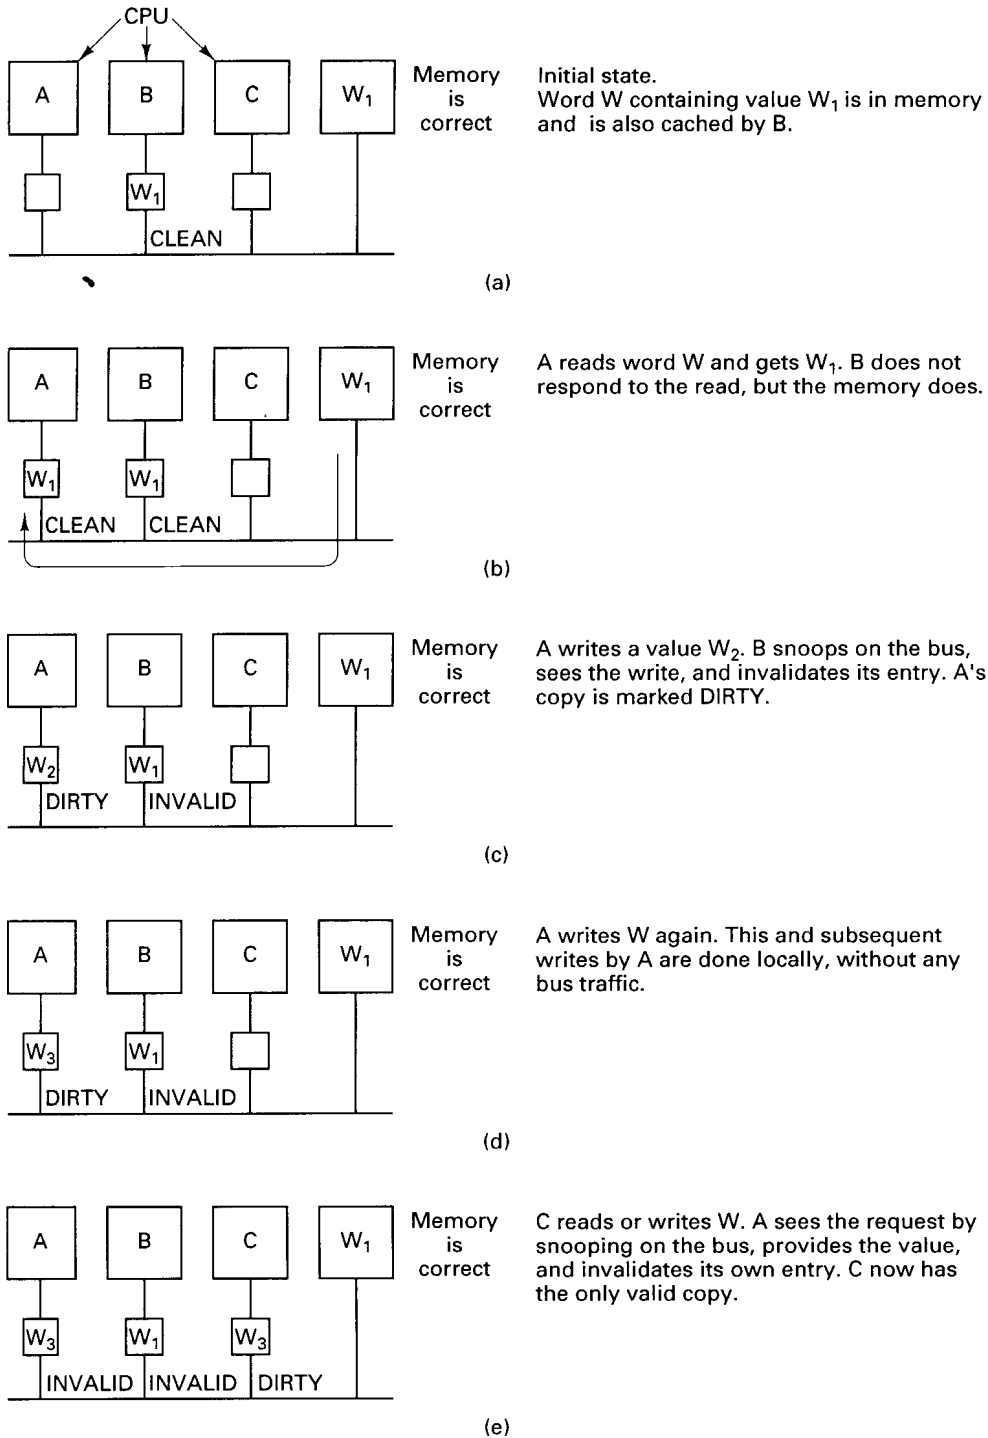 CPU
A B C W₁
Memory
is
correct
Initial state.
Word W containing value W₁ is in memory
and is also cached by B.
W₁
CLEAN
(a)
A B C W₁
Memory
is
correct
A reads word W and gets W₁. B does not
respond to the read, but the memory does.
W₁ W₁
CLEAN CLEAN
(b)
A B C W₁
Memory
is
correct
A writes a value W₂. B snoops on the bus,
sees the write, and invalidates its entry. A's
copy is marked DIRTY.
W₂ W₁
DIRTY INVALID
(c)
A B C W₁
Memory
is
correct
A writes W again. This and subsequent
writes by A are done locally, without any
bus traffic.
W₃ W₁
DIRTY INVALID
(d)
A B C W₁
Memory
is
correct
C reads or writes W. A sees the request by
snooping on the bus, provides the value,
and invalidates its own entry. C now has
the only valid copy.
W₃ W₁ W₃
INVALID INVALID DIRTY
(e)